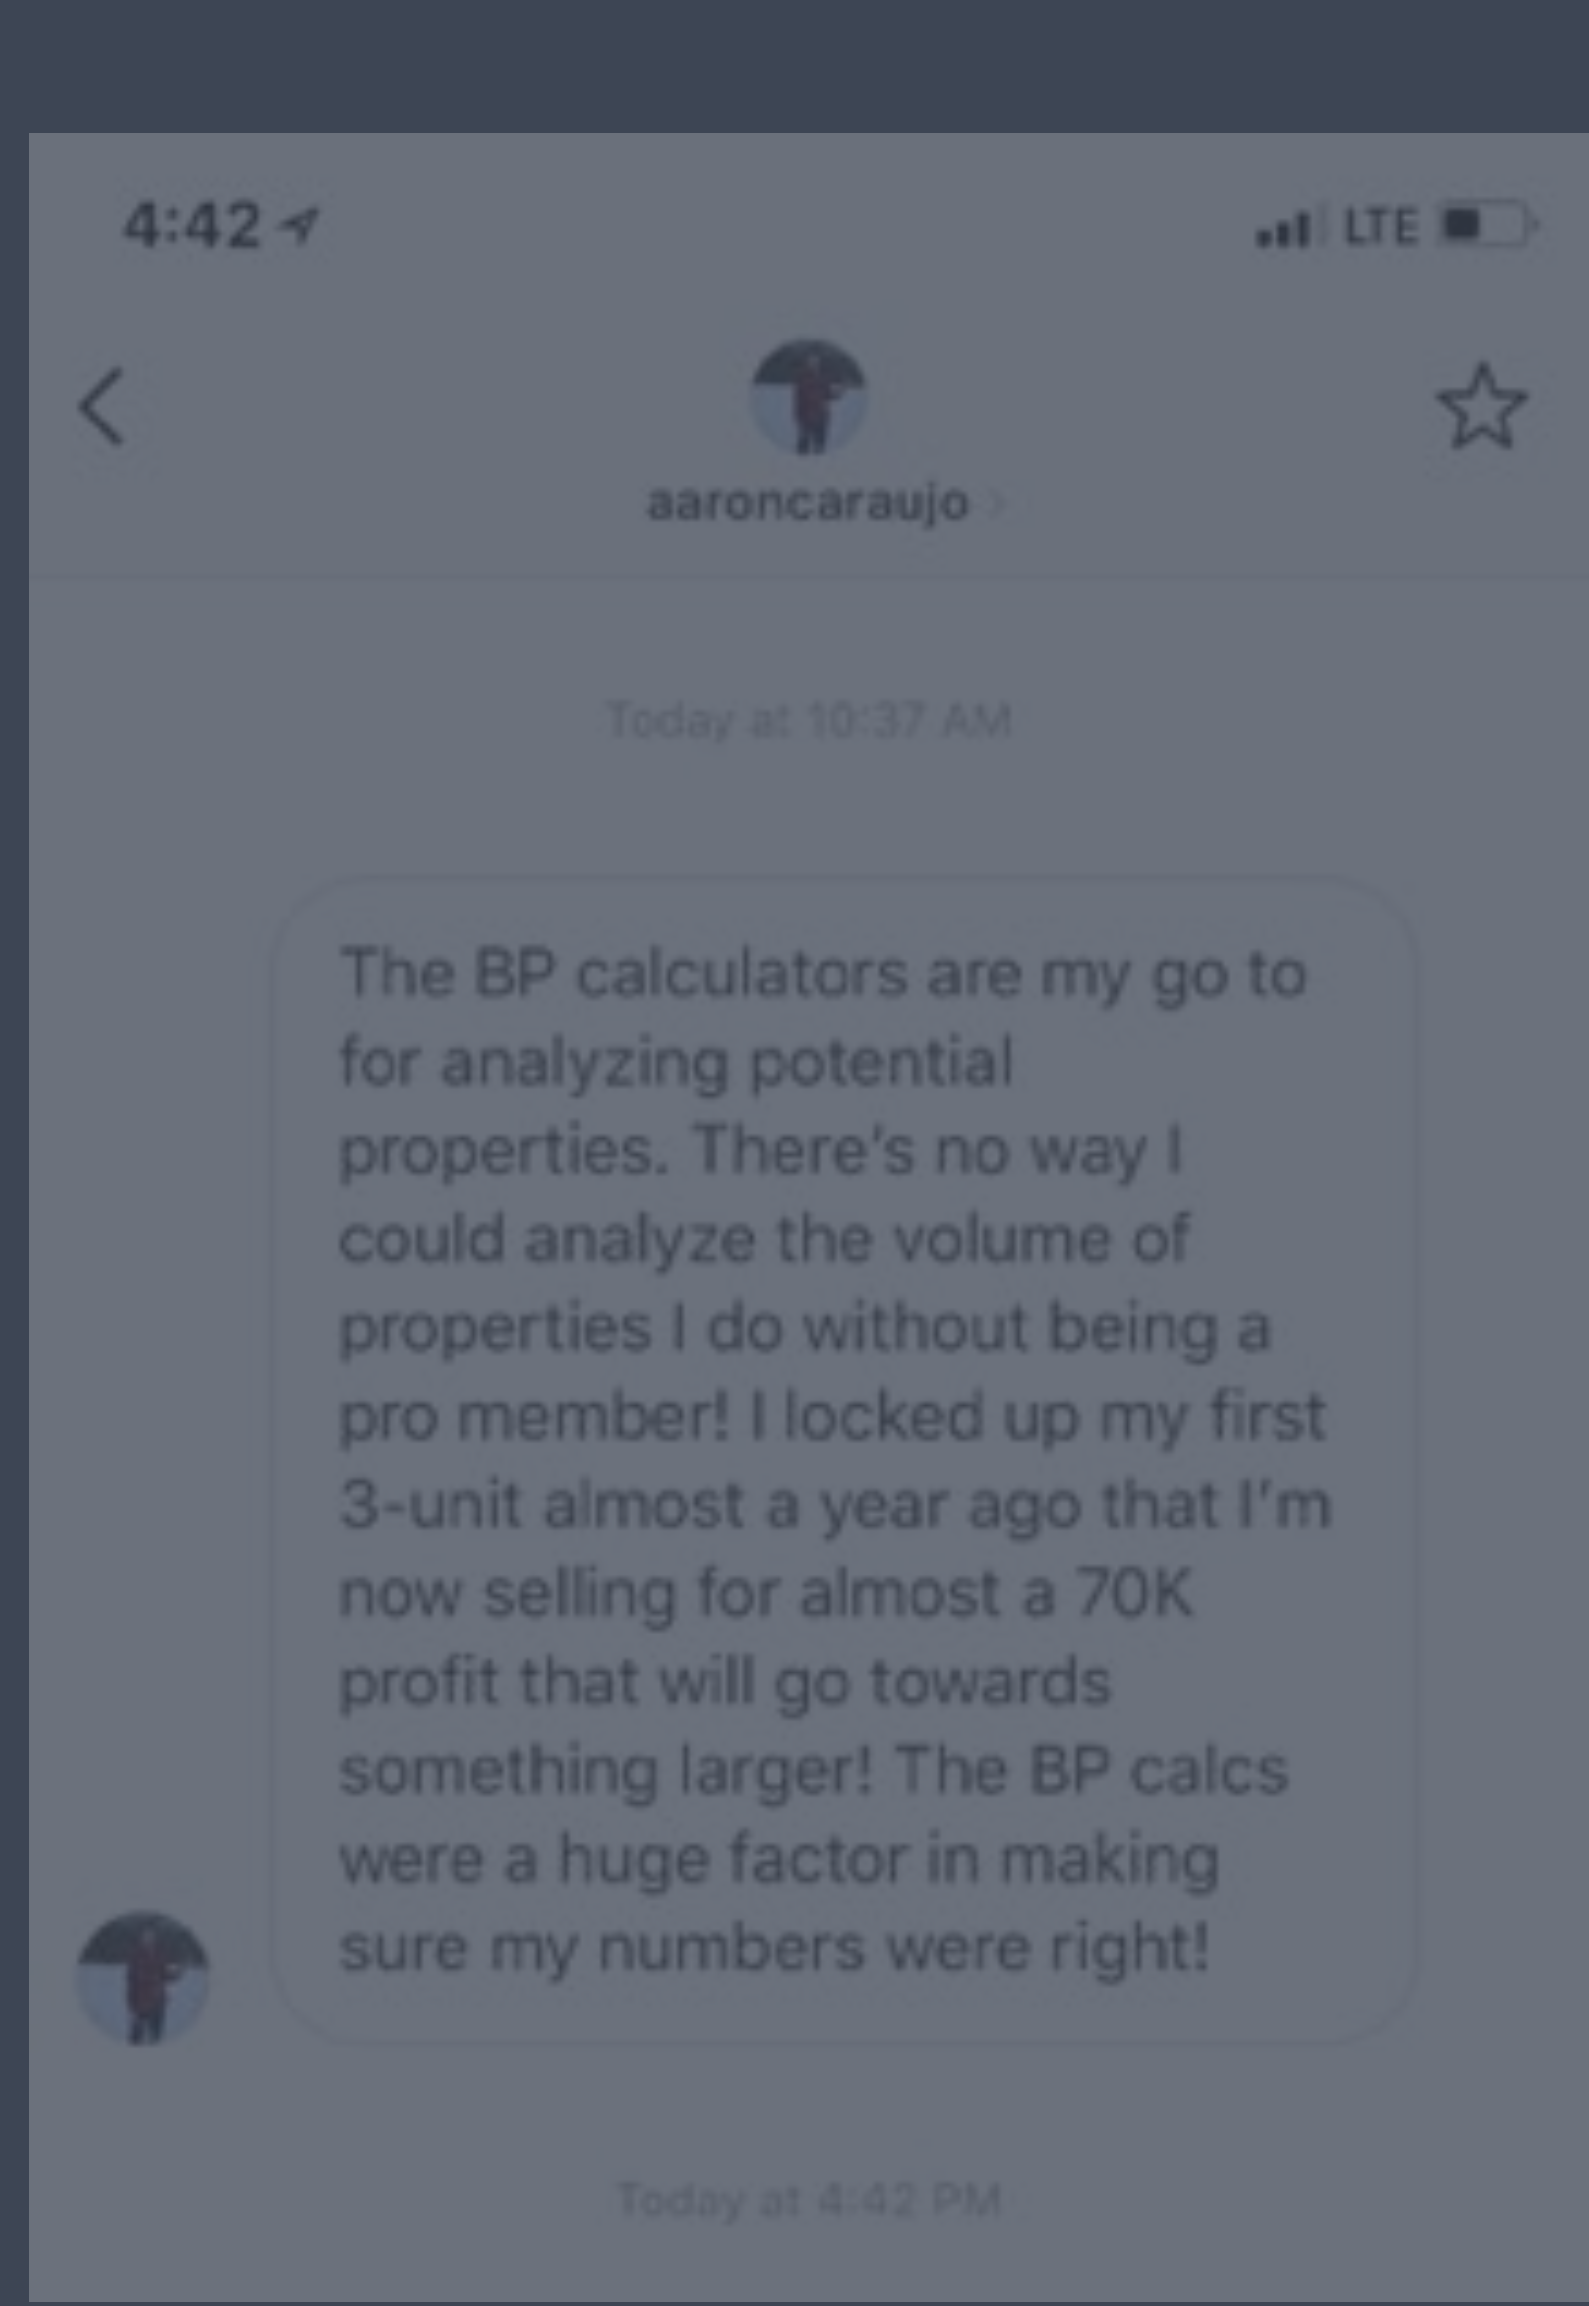 4:42
LTE
aaroncaraujo
Today at 10:37 AM
The BP calculators are my go to
for analyzing potential
properties. There's no way I
could analyze the volume of
properties I do without being a
pro member! I locked up my first
3-unit almost a year ago that I'm
now selling for almost a 70K
profit that will go towards
something larger! The BP calcs
were a huge factor in making
sure my numbers were right!
Today at 4:42 PM